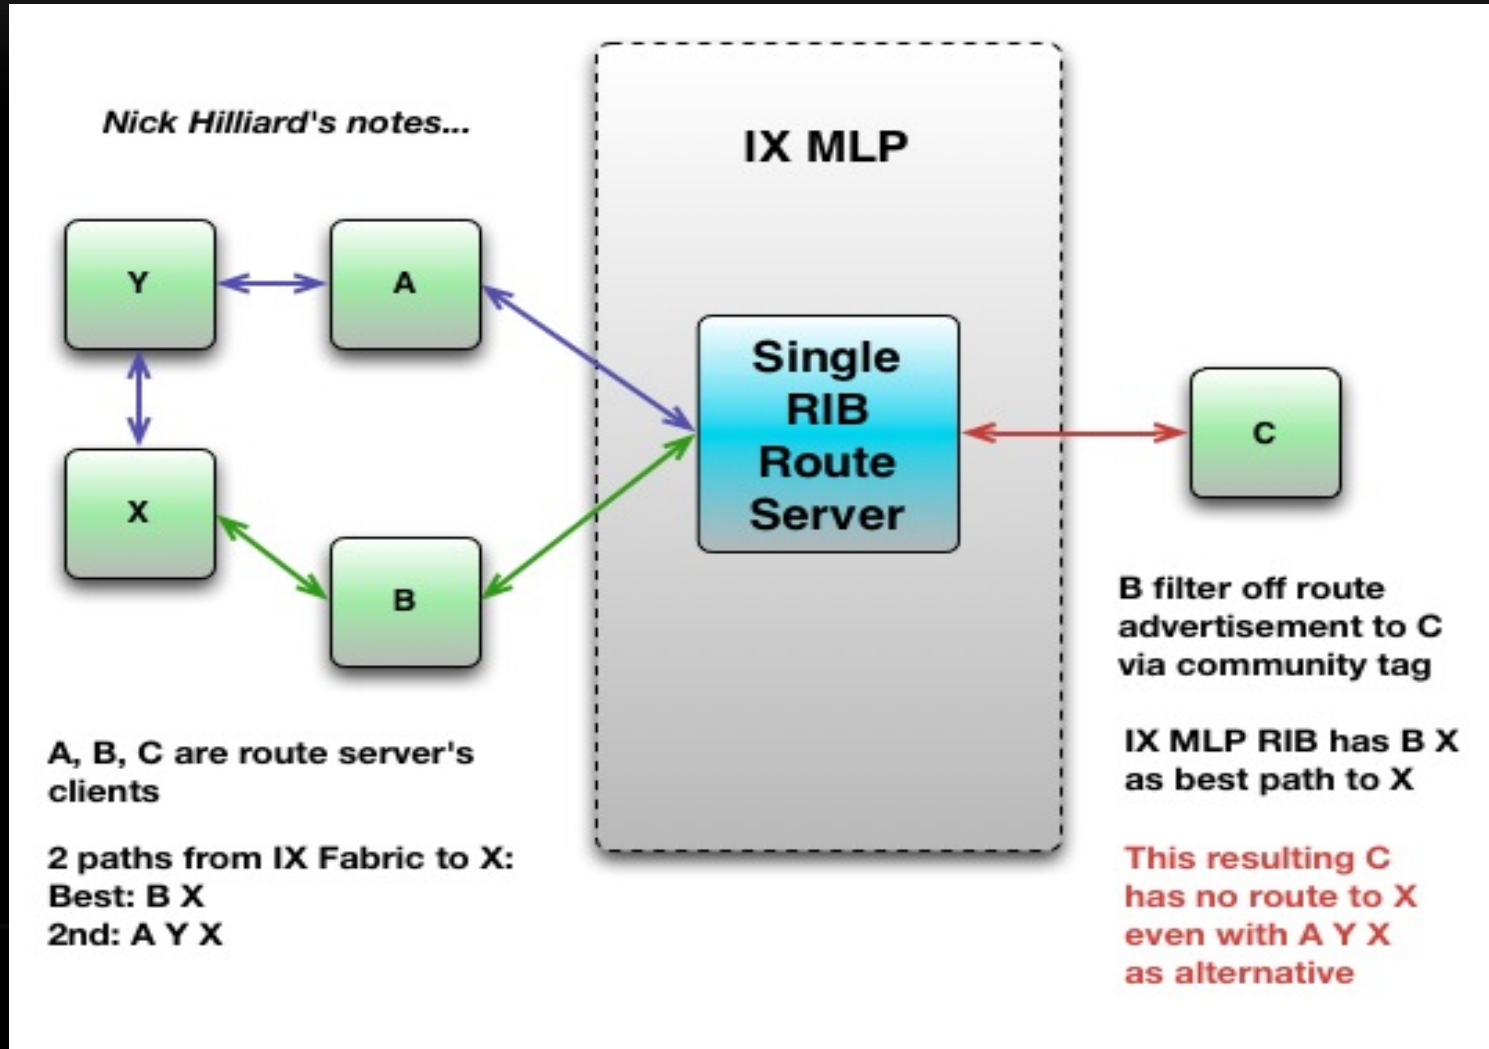 Nick Hilliard's notes...
IX MLP
Y
A
Single
RIB
Route
Server
C
X
B
B filter off route
advertisement to C
via community tag
IX MLP RIB has B X
as best path to X
This resulting C
has no route to X
even with A Y X
as alternative
A, B, C are route server's
clients
2 paths from IX Fabric to X:
Best: B X
2nd: A Y X